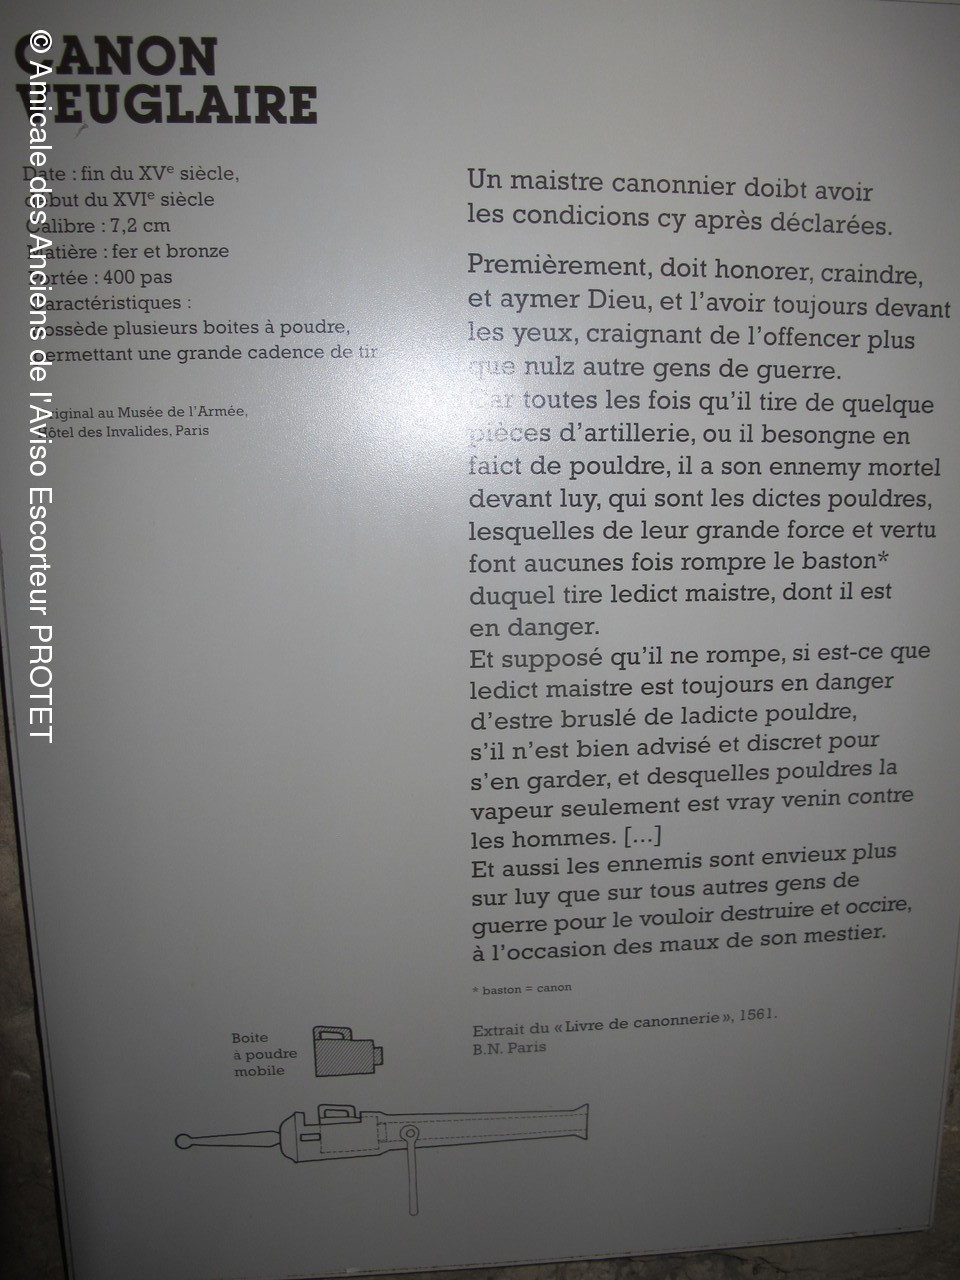 CANON
VEUGLAIRE
Date : fin du XVe siècle,
début du XVIe siècle
Calibre : 7,2 cm
Matière : fer et bronze
Portée : 400 pas
Caractéristiques :
Possède plusieurs boites à poudre,
permettant une grande cadence de tir
Original au Musée de l'Armée,
Hôtel des Invalides, Paris
Un maistre canonnier doibt avoir
les condicions cy après déclarées.
Premièrement, doit honorer, craindre,
et aymer Dieu, et l'avoir toujours devant
les yeux, craignant de l'offencer plus
que nulz autre gens de guerre.
Car toutes les fois qu'il tire de quelque
pièces d'artillerie, ou il besongne en
faict de pouldre, il a son ennemy mortel
devant luy, qui sont les dictes pouldres,
lesquelles de leur grande force et vertu
font aucunes fois rompre le baston*
duquel tire ledict maistre, dont il est
en danger.
Et supposé qu'il ne rompe, si est-ce que
ledict maistre est toujours en danger
d'estre bruslé de ladicte pouldre,
s'il n'est bien advisé et discret pour
s'en garder, et desquelles pouldres la
vapeur seulement est vray venin contre
les hommes. [...]
Et aussi les ennemis sont envieux plus
sur luy que sur tous autres gens de
guerre pour le vouloir destruire et occire,
à l'occasion des maux de son mestier.
* baston = canon
Extrait du « Livre de canonnerie », 1561.
B.N. Paris
Boite
à poudre
mobile
© Amicale des Anciens de l'Aviso Escorteur PROTET